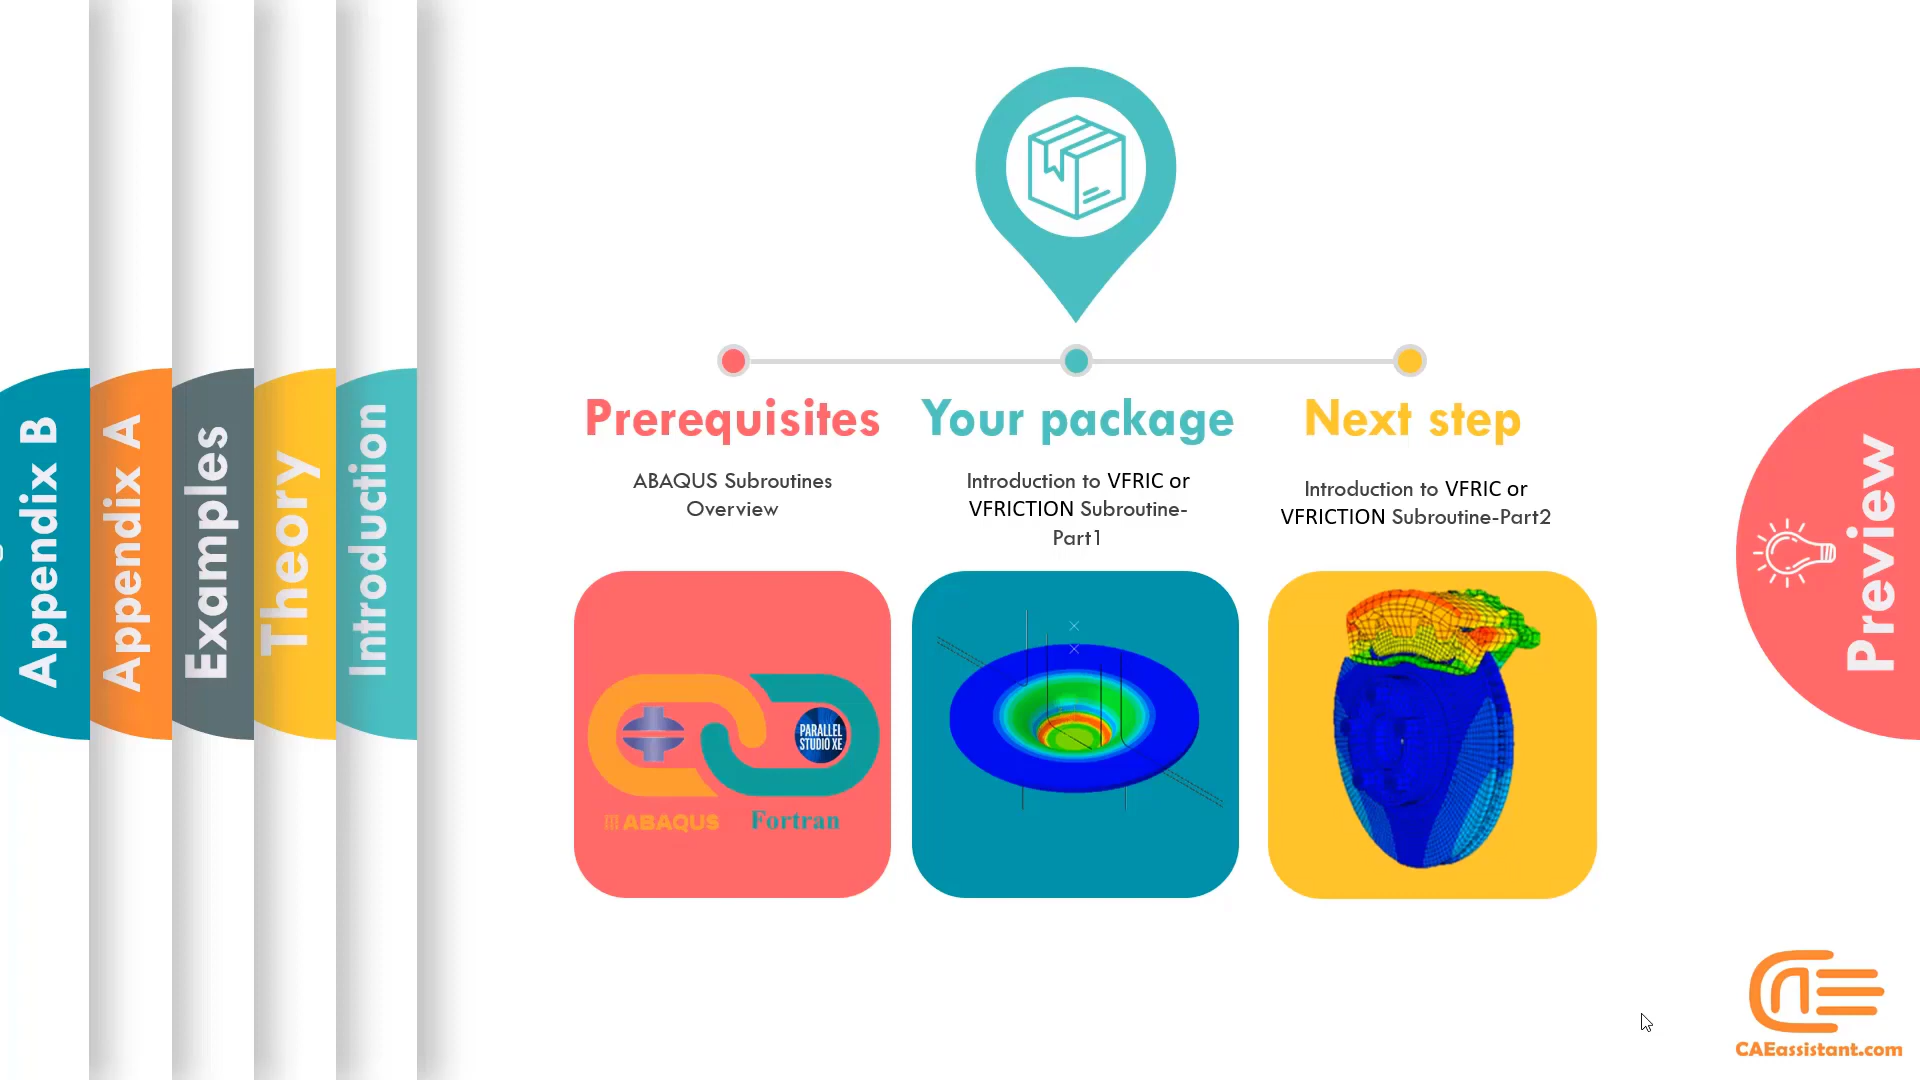 Appendix B
Appendix A
Examples
Theory
Introduction
Prerequisites
ABAQUS Subroutines
Overview
PARALLEL
STUDIO XE
ABAQUS
Fortran
Your package
Introduction to VFRIC or
VFRICTION Subroutine-
Part1
Next step
Introduction to VFRIC or
VFRICTION Subroutine-Part2
Preview
CAEassistant.com